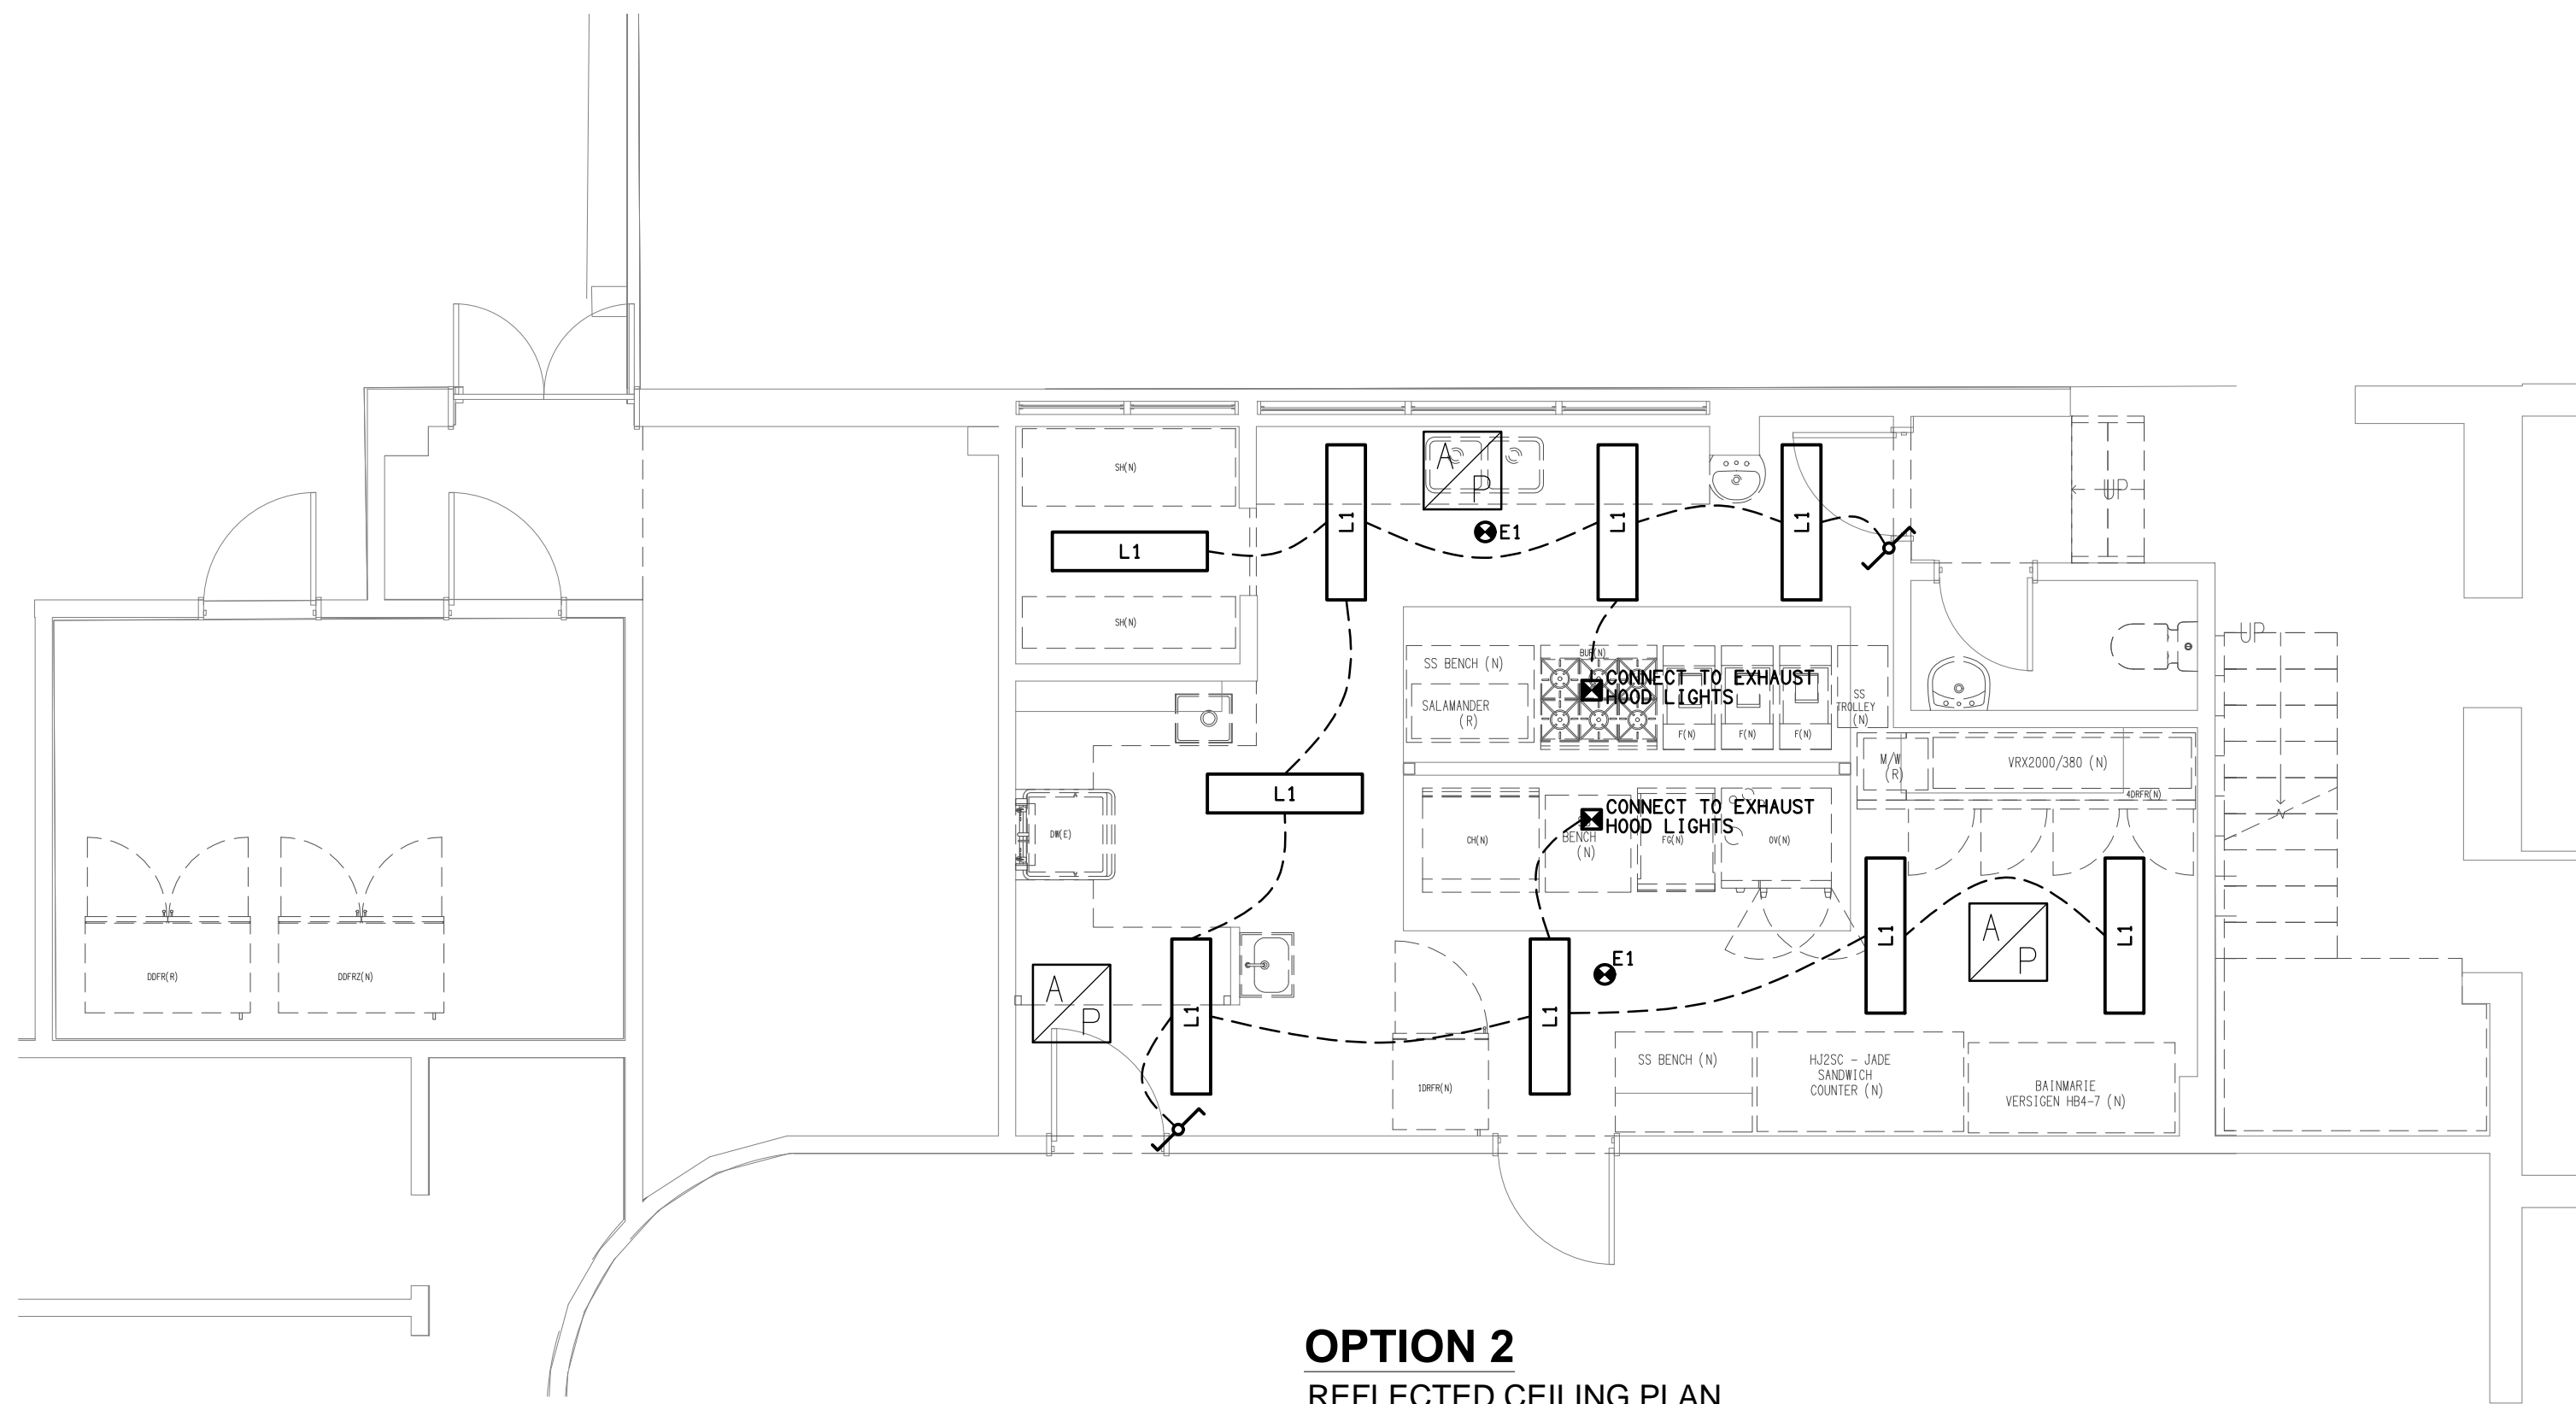 SH(N)
L1
SH(N)
L1
A
P
E1
L1
L1
UP
UP
SS BENCH (N)
SALAMANDER
(R)
BUR(N)
CONNECT TO EXHAUST
HOOD LIGHTS
F(N)
F(N)
F(N)
SS
TROLLEY
(N)
M/W
(R)
VRX2000/380 (N)
4DRFR(N)
L1
DW(E)
CH(N)
CONNECT TO EXHAUST
HOOD LIGHTS
BENCH
(N)
FG(N)
OV(N)
DDFR(R)
DDFRZ(N)
A
P
L1
L1
E1
L1
A
P
L1
1DRFR(N)
SS BENCH (N)
HJ2SC - JADE
SANDWICH
COUNTER (N)
BAINMARIE
VERSIGEN HB4-7 (N)
OPTION 2
REFLECTED CEILING PLAN